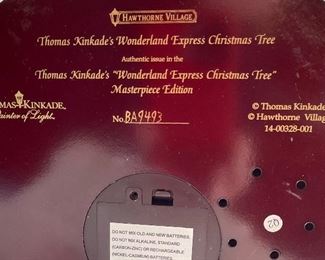 HAWTHORNE VILLAGE
Thomas Kinkade's Wonderland Express Christmas Tree
Authentic issue in the
Thomas Kinkade's "Wonderland Express Christmas Tree"
Masterpiece Edition
OMAS KINKADE,
Painter of Light
No. BA9493
© Thomas Kinkade
© Hawthorne Villag
14-00328-001
DO NOT MIX OLD AND NEW BATTERIES.
DO NOT MIX ALKALINE, STANDARD
(CARBON-ZINC) OR RECHARGEABLE
(NICKEL-CADMIUM) BATTERIES.
20